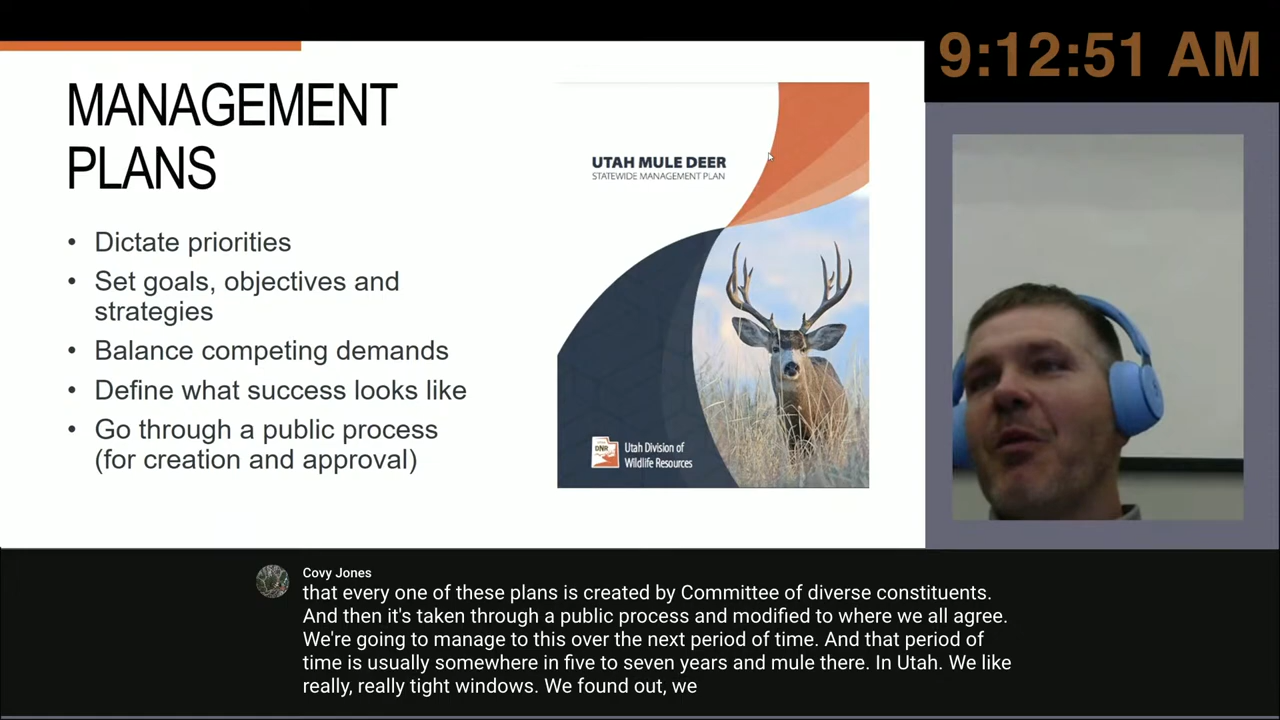 9:12:51 AM
MANAGEMENT
PLANS
• Dictate priorities
• Set goals, objectives and
strategies
• Balance competing demands
• Define what success looks like
• Go through a public process
(for creation and approval)
UTAH MULE DEER
STATEWIDE MANAGEMENT PLAN
DNR
Utah Division of
Wildlife Resources
Covy Jones
that every one of these plans is created by Committee of diverse constituents.
And then it's taken through a public process and modified to where we all agree.
We're going to manage to this over the next period of time. And that period of
time is usually somewhere in five to seven years and mule there. In Utah. We like
really, really tight windows. We found out, we